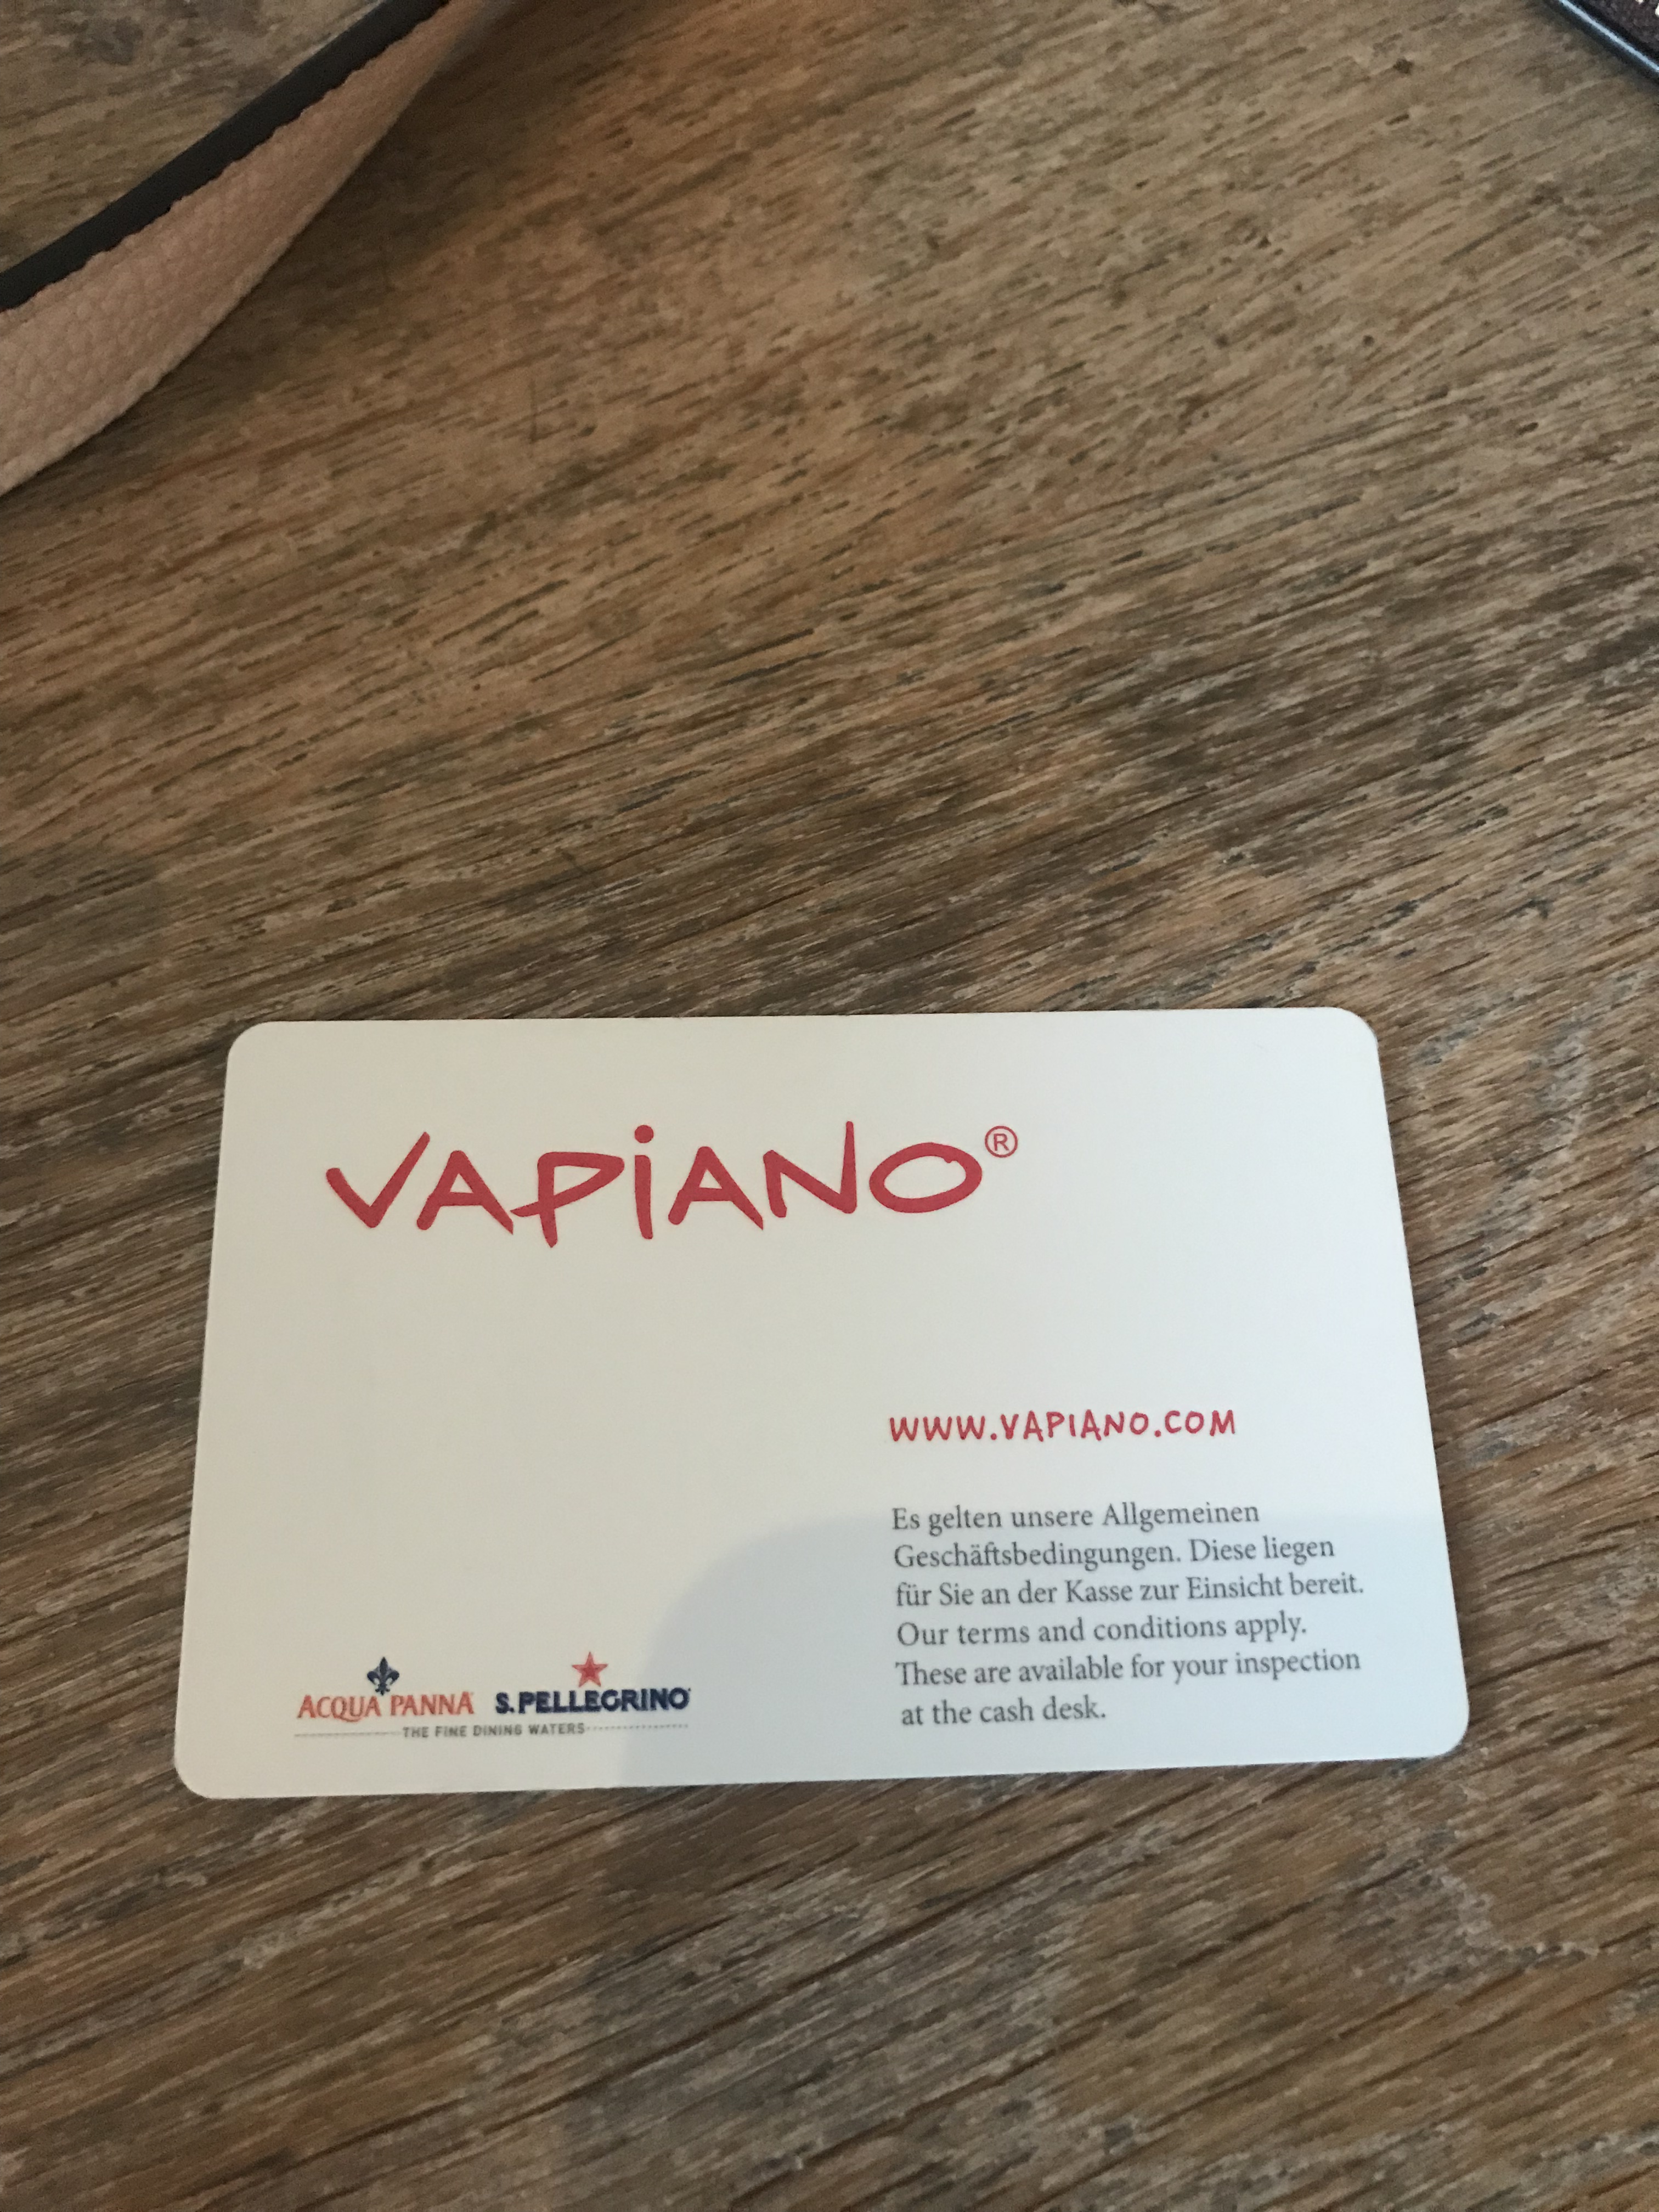 VAPiANO®
WWW.VAPIANO.COM
Es gelten unsere Allgemeinen
Geschäftsbedingungen. Diese liegen
für Sie an der Kasse zur Einsicht bereit.
Our terms and conditions apply.
These are available for your inspection
at the cash desk.
ACQUA PANNA S.PELLEGRINO
THE FINE DINING WATERS